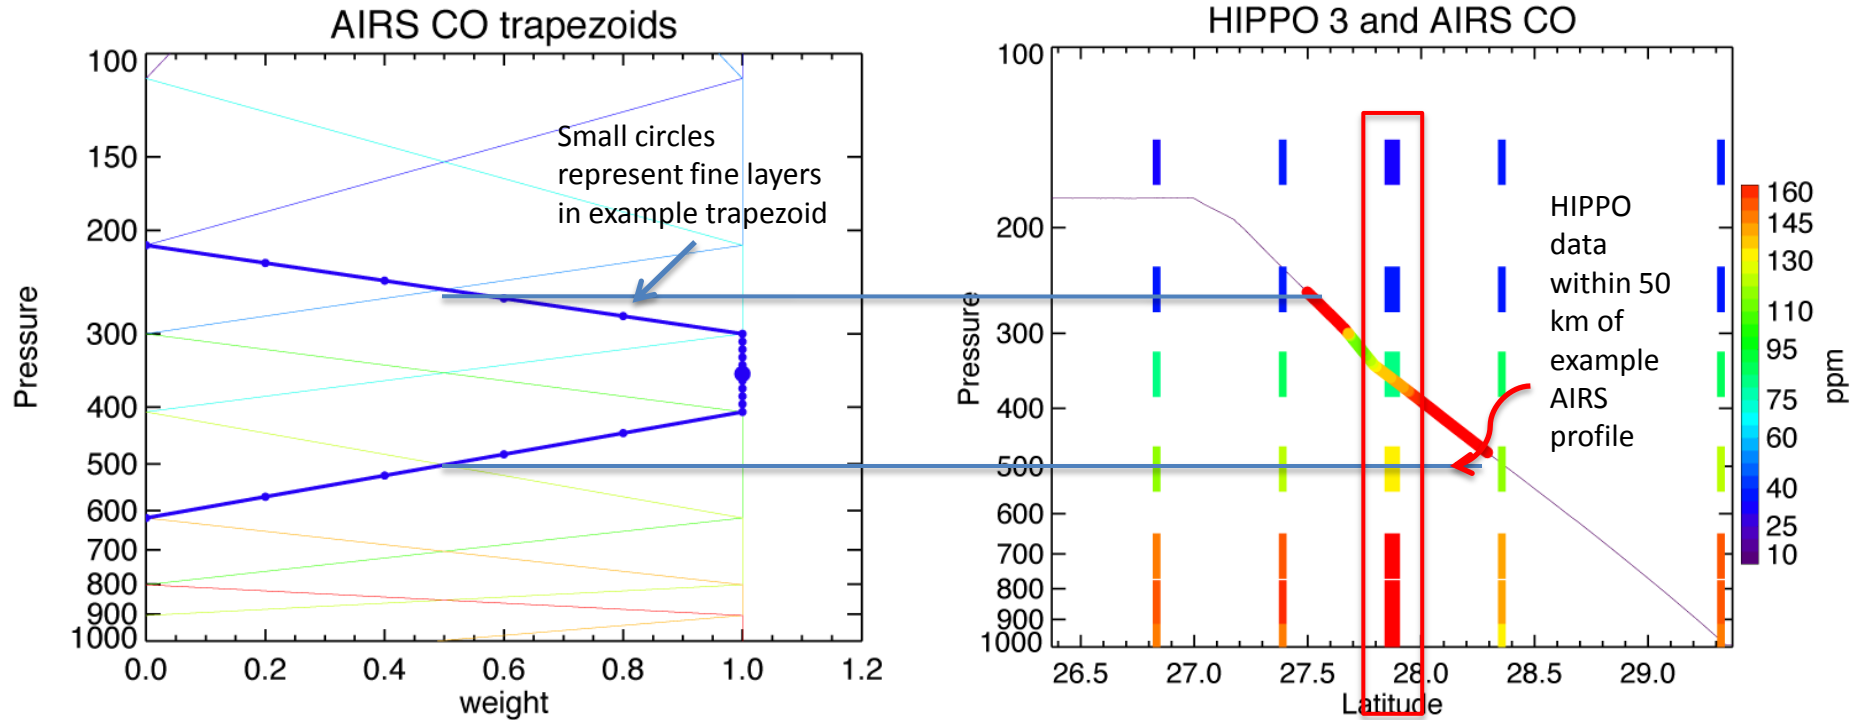 AIRS CO trapezoids
100
150
200
300
400
500
600
700
800
900
1000
Pressure
0.0 0.2 0.4 0.6 0.8 1.0 1.2
weight
Small circles
represent fine layers
in example trapezoid
HIPPO 3 and AIRS CO
100
200
300
400
500
600
700
800
900
1000
Pressure
26.5 27.0 27.5 28.0 28.5 29.0
Latitude
HIPPO
data
within 50
km of
example
AIRS
profile
160
145
130
110
95
75
60
40
25
10
ppm